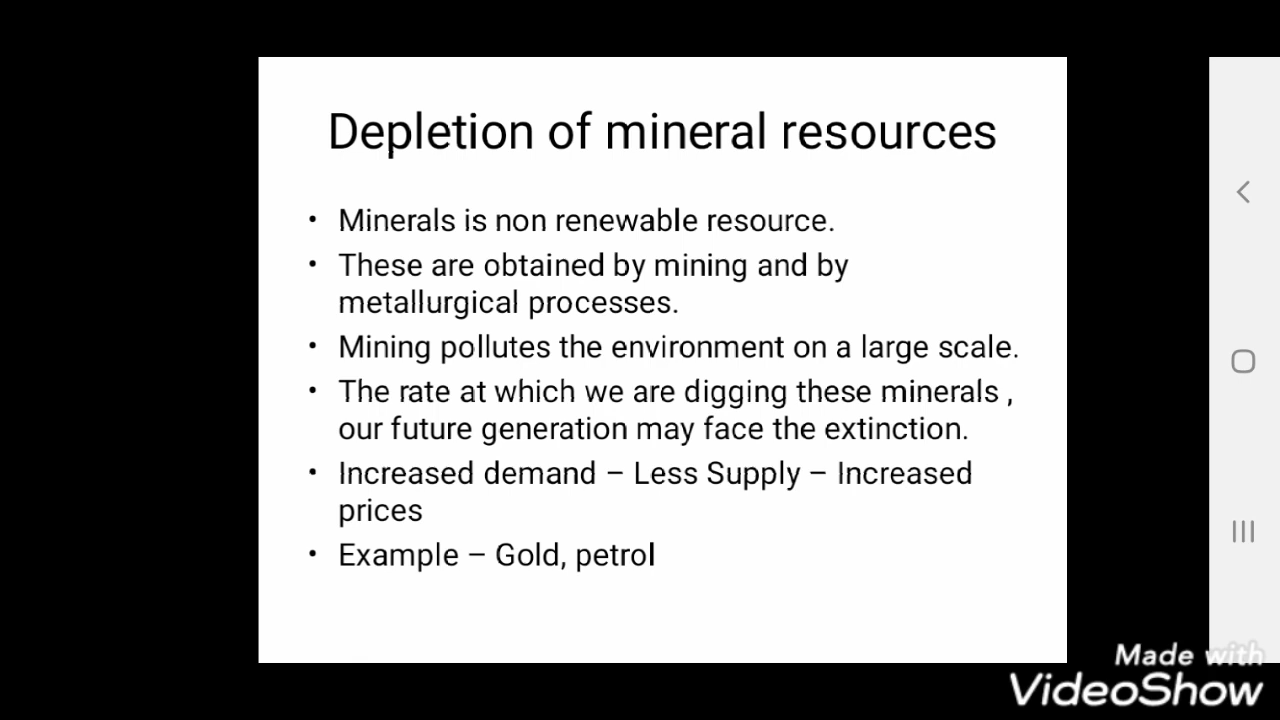 Depletion of mineral resources
• Minerals is non renewable resource.
• These are obtained by mining and by
metallurgical processes.
• Mining pollutes the environment on a large scale.
• The rate at which we are digging these minerals ,
our future generation may face the extinction.
• Increased demand – Less Supply – Increased
prices
• Example – Gold, petrol
Made with
VideoShow